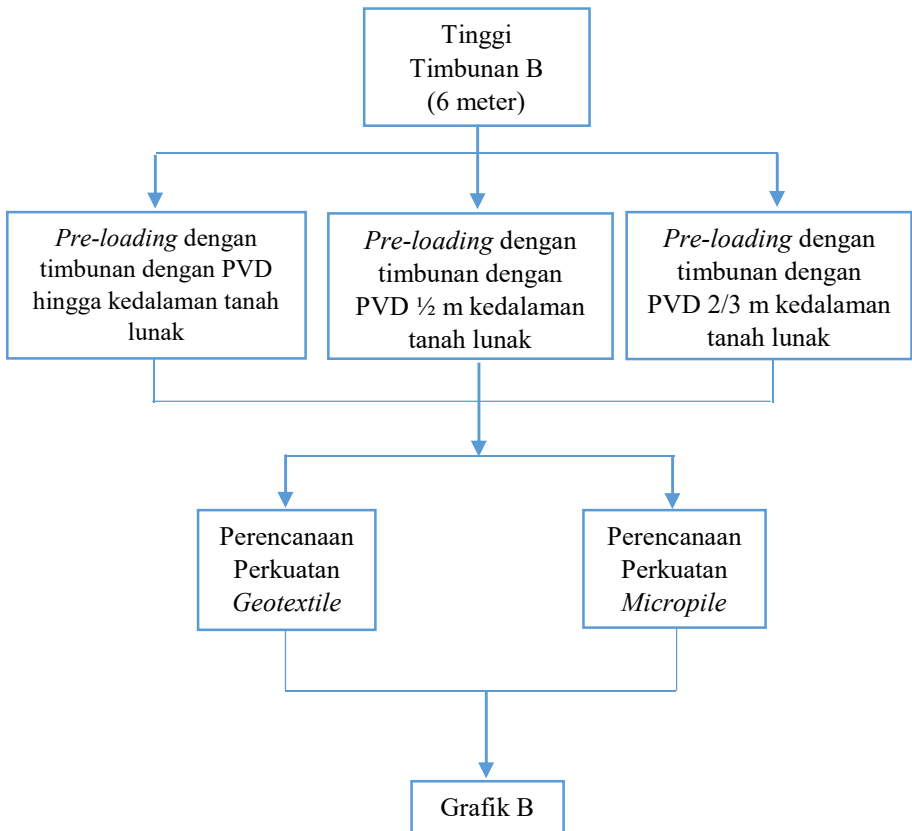 Tinggi
Timbunan B
(6 meter)
Pre-loading dengan
timbunan dengan PVD
hingga kedalaman tanah
lunak
Pre-loading dengan
timbunan dengan
PVD ½ m kedalaman
tanah lunak
Pre-loading dengan
timbunan dengan
PVD 2/3 m kedalaman
tanah lunak
Perencanaan
Perkuatan
Geotextile
Perencanaan
Perkuatan
Micropile
Grafik B